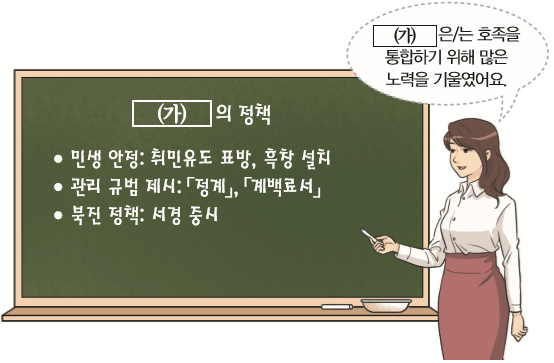 (가) 은/는 호족을
통합하기 위해 많은
노력을 기울였어요.
(가) 의 정책
• 민생 안정: 취민유도 표방, 흑창 설치
• 관리 규범 제시: 「정계」, 「계백료서」
• 북진 정책: 서경 중시